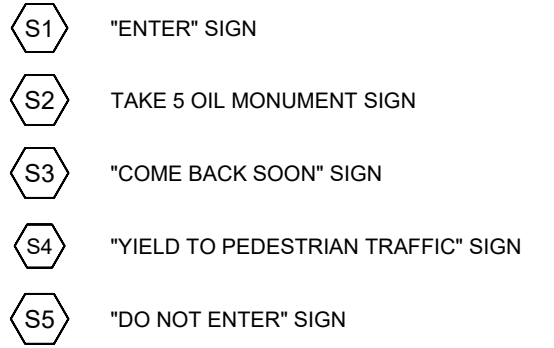 S1 "ENTER" SIGN
S2 TAKE 5 OIL MONUMENT SIGN
S3 "COME BACK SOON" SIGN
S4 "YIELD TO PEDESTRIAN TRAFFIC" SIGN
S5 "DO NOT ENTER" SIGN